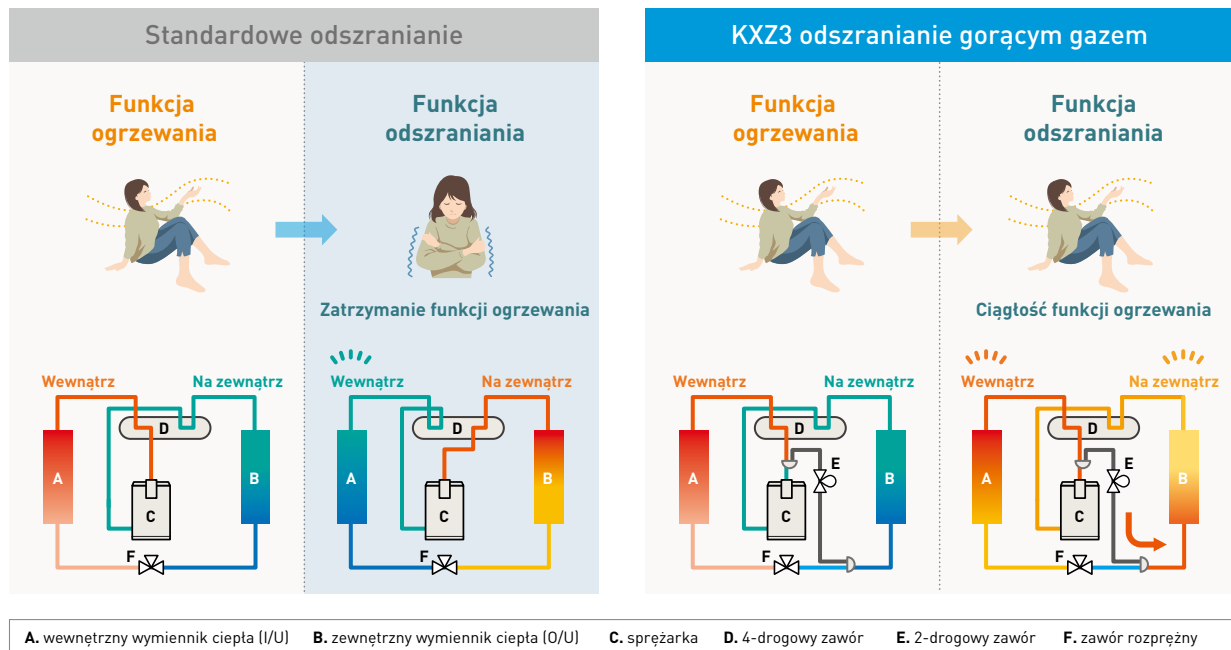 Standardowe odszranianie
Funkcja
ogrzewania
Funkcja
odszraniania
Zatrzymanie funkcji ogrzewania
Wewnątrz
Na zewnątrz
D
A
B
C
F
Wewnątrz
Na zewnątrz
D
A
B
C
F
KXZ3 odszranianie gorącym gazem
Funkcja
ogrzewania
Funkcja
odszraniania
Ciągłość funkcji ogrzewania
Wewnątrz
Na zewnątrz
D
E
A
B
C
F
Wewnątrz
Na zewnątrz
D
E
A
B
C
F
A. wewnętrzny wymiennik ciepła (I/U) B. zewnętrzny wymiennik ciepła (O/U) C. sprężarka D. 4-drogowy zawór E. 2-drogowy zawór F. zawór rozprężny